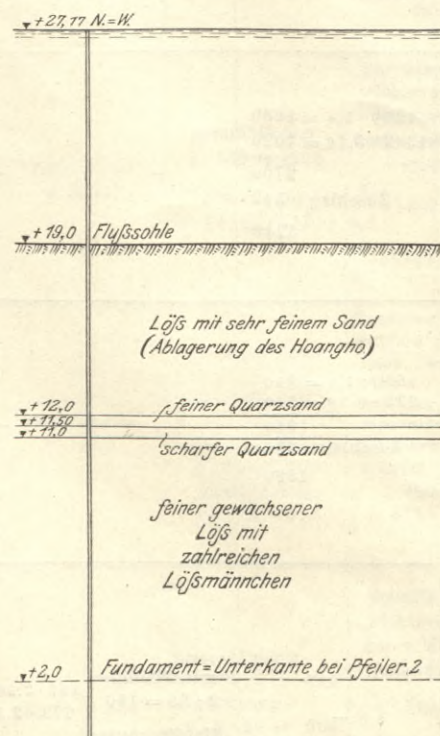 +27,17 N.=W.
+19,0 Flußsohle
Löß mit sehr feinem Sand
(Ablagerung des Hoangho)
+12,0 feiner Quarzsand
+11,50
+11,0
scharfer Quarzsand
feiner gewachsener
Löß mit
zahlreichen
Lößmännchen
+2,0 Fundament=Unterkante bei Pfeiler 2